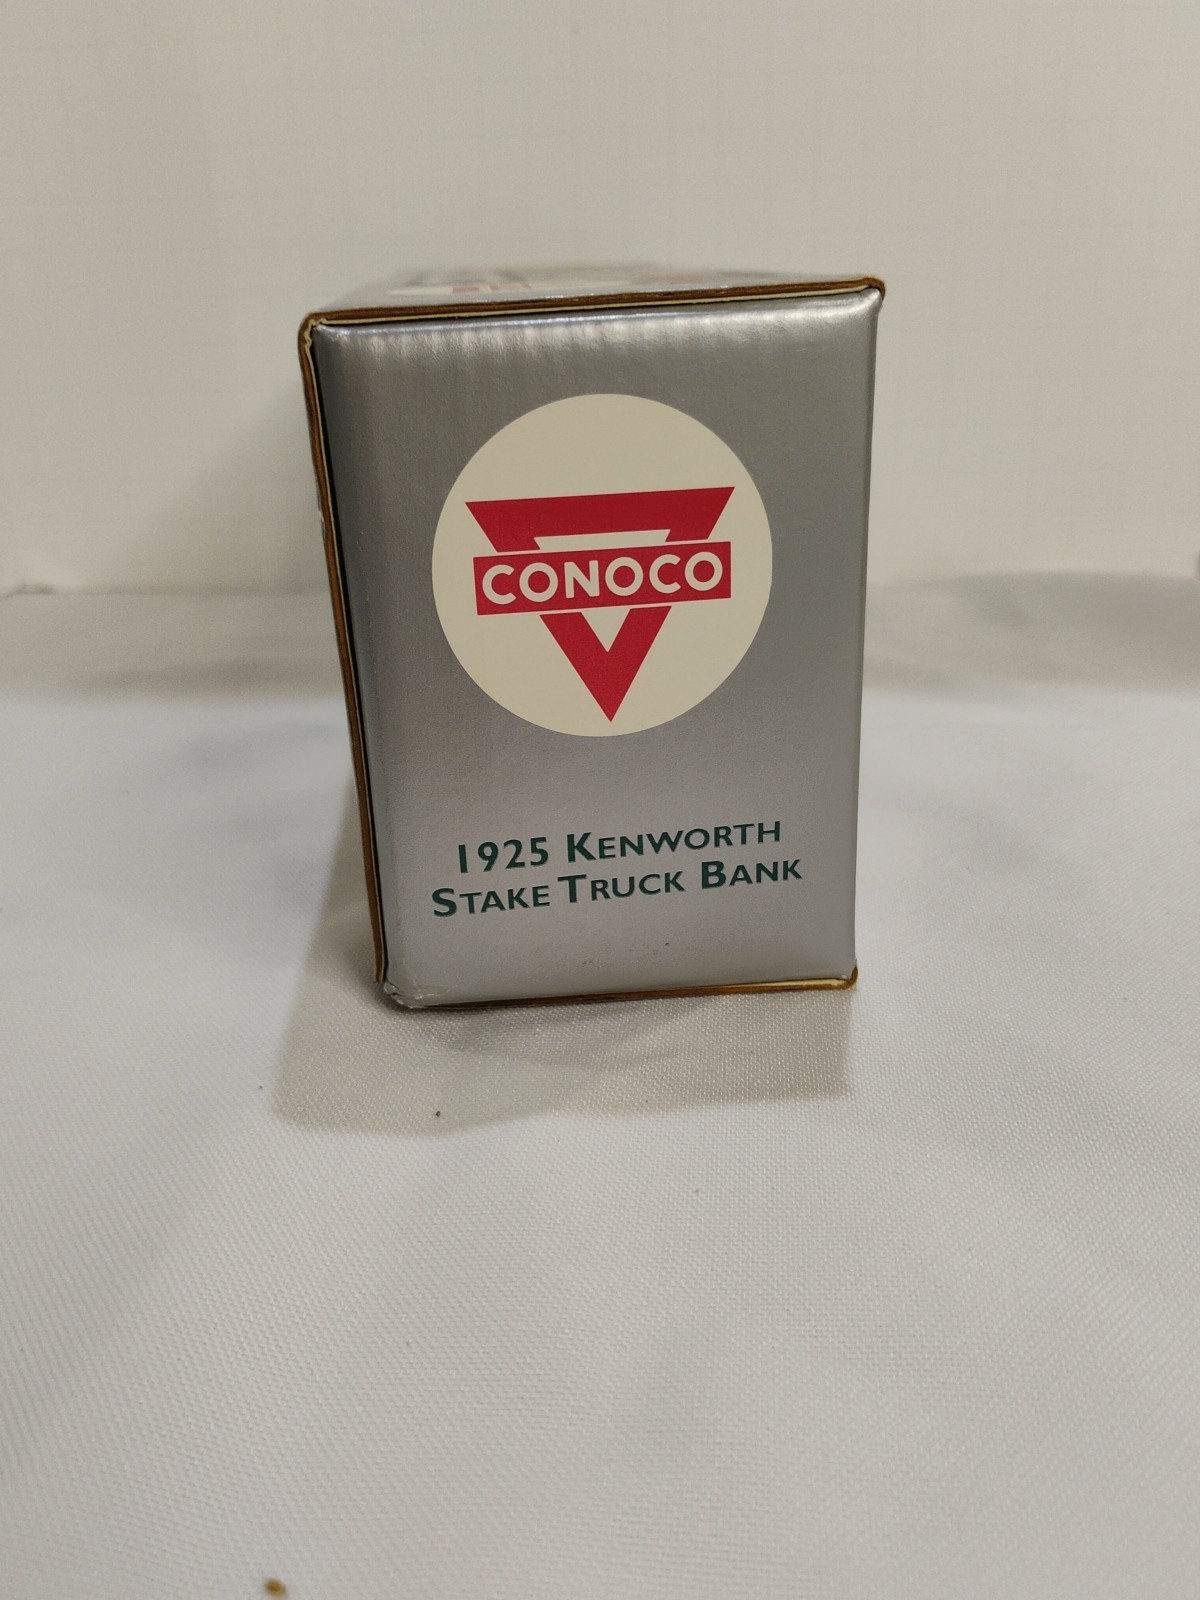 CONOCO
1925 KENWORTH
STAKE TRUCK BANK